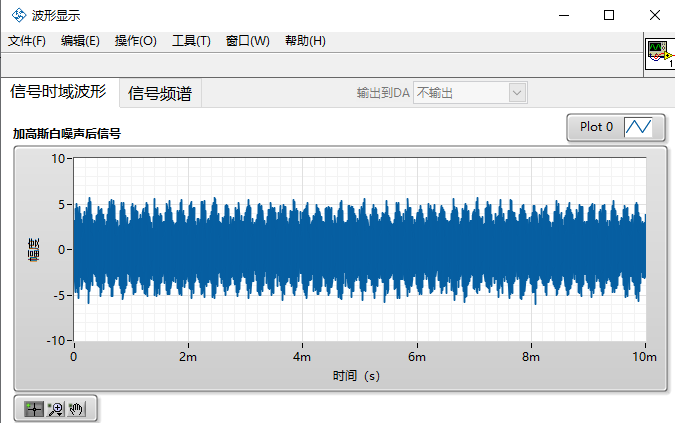 波形显示
文件(F) 编辑(E) 操作(O) 工具(T) 窗口(W) 帮助(H)
1
信号时域波形 信号频谱 输出到DA 不输出
Plot 0
加高斯白噪声后信号
10
5
0
-5
-10
幅度
0 2m 4m 6m 8m 10m
时间（s）